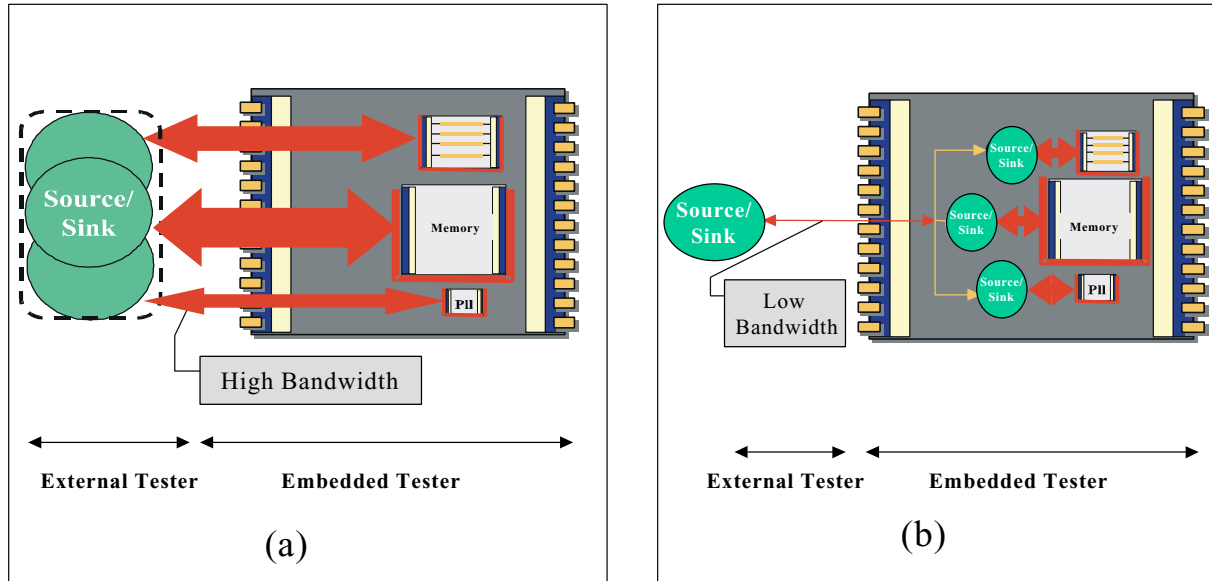 Source/
Sink
Memory
Pll
High Bandwidth
External Tester
Embedded Tester
(a)
Source/
Sink
Source/
Sink
Source/
Sink
Source/
Sink
Memory
Pll
Low
Bandwidth
External Tester
Embedded Tester
(b)